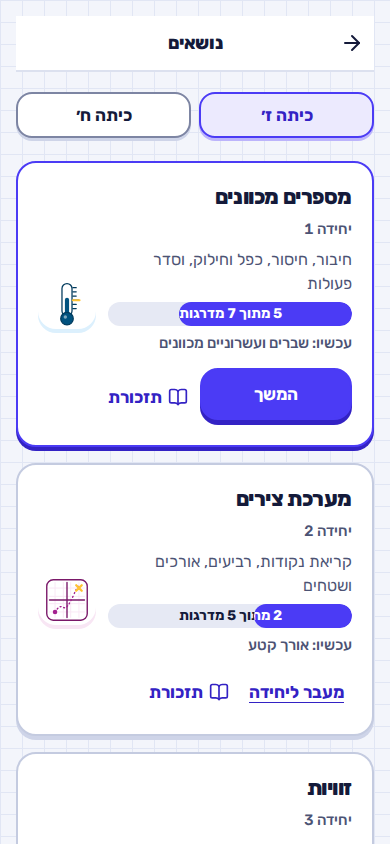 נושאים
כיתה ז׳
כיתה ח׳
מספרים מכוונים
יחידה 1
חיבור, חיסור, כפל וחילוק, וסדר
פעולות
5 מתוך 7 מדרגות
עכשיו: שברים ועשרוניים מכוונים
המשך
תזכורת
מערכת צירים
יחידה 2
קריאת נקודות, רביעים, אורכים
ושטחים
2 מתוך 5 מדרגות
עכשיו: אורך קטע
מעבר ליחידה
תזכורת
זוויות
יחידה 3